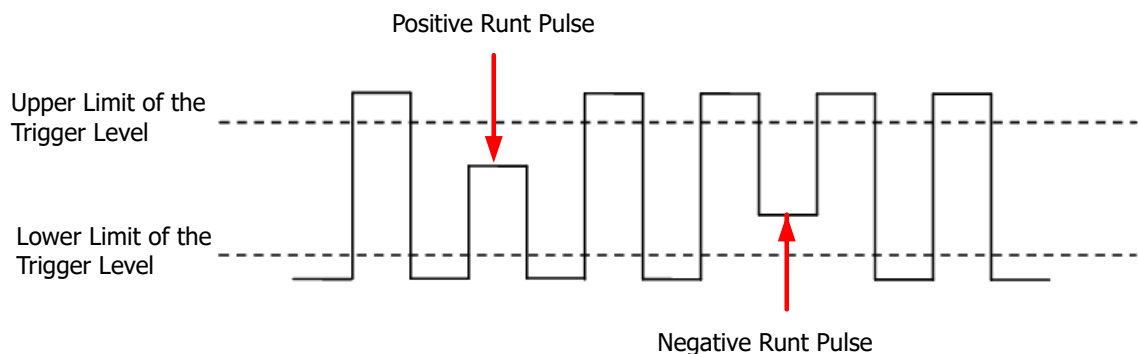 Positive Runt Pulse
Upper Limit of the
Trigger Level
Lower Limit of the
Trigger Level
Negative Runt Pulse